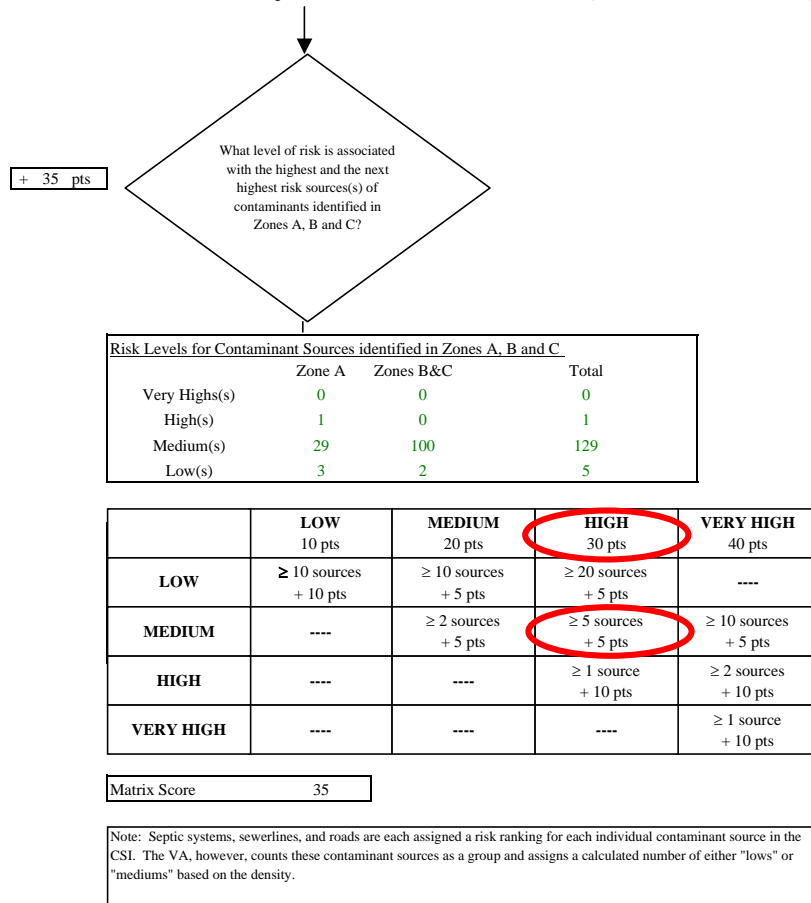 What level of risk is associated
with the highest and the next
highest risk sources(s) of
contaminants identified in
Zones A, B and C?
+ 35 pts
Risk Levels for Contaminant Sources identified in Zones A, B and C
Zone A Zones B&C Total
Very Highs(s) 0 0 0
High(s) 1 0 1
Medium(s) 29 100 129
Low(s) 3 2 5
LOW MEDIUM HIGH VERY HIGH
10 pts 20 pts 30 pts 40 pts
LOW ≥ 10 sources ≥ 10 sources ≥ 20 sources ----
+ 10 pts + 5 pts + 5 pts
MEDIUM ---- ≥ 2 sources ≥ 5 sources ≥ 10 sources
+ 5 pts + 5 pts + 5 pts
HIGH ---- ---- ≥ 1 source ≥ 2 sources
+ 10 pts + 10 pts
VERY HIGH ---- ---- ---- ≥ 1 source
+ 10 pts
Matrix Score 35
Note: Septic systems, sewerlines, and roads are each assigned a risk ranking for each individual contaminant source in the
CSI. The VA, however, counts these contaminant sources as a group and assigns a calculated number of either "lows" or
"mediums" based on the density.